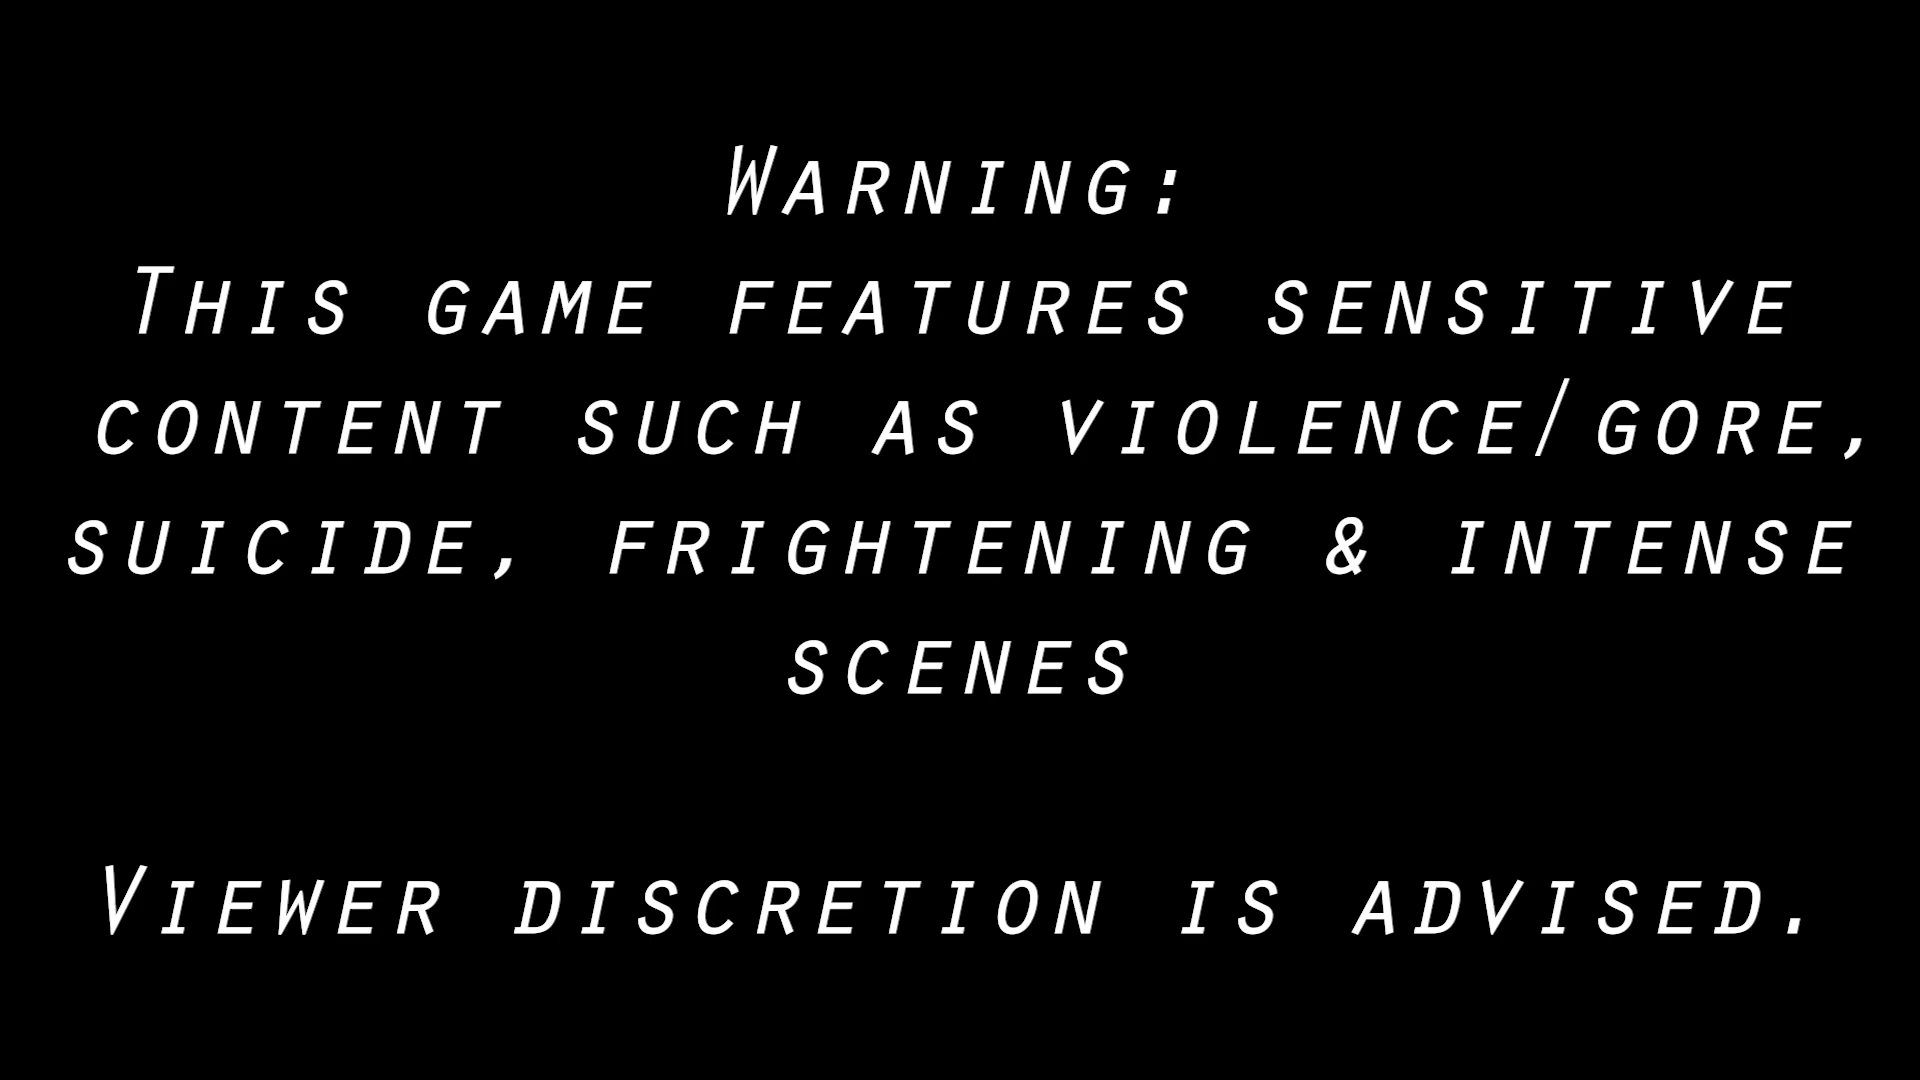 Warning:
This game features sensitive
content such as violence/gore,
suicide, frightening & intense
scenes
Viewer discretion is advised.